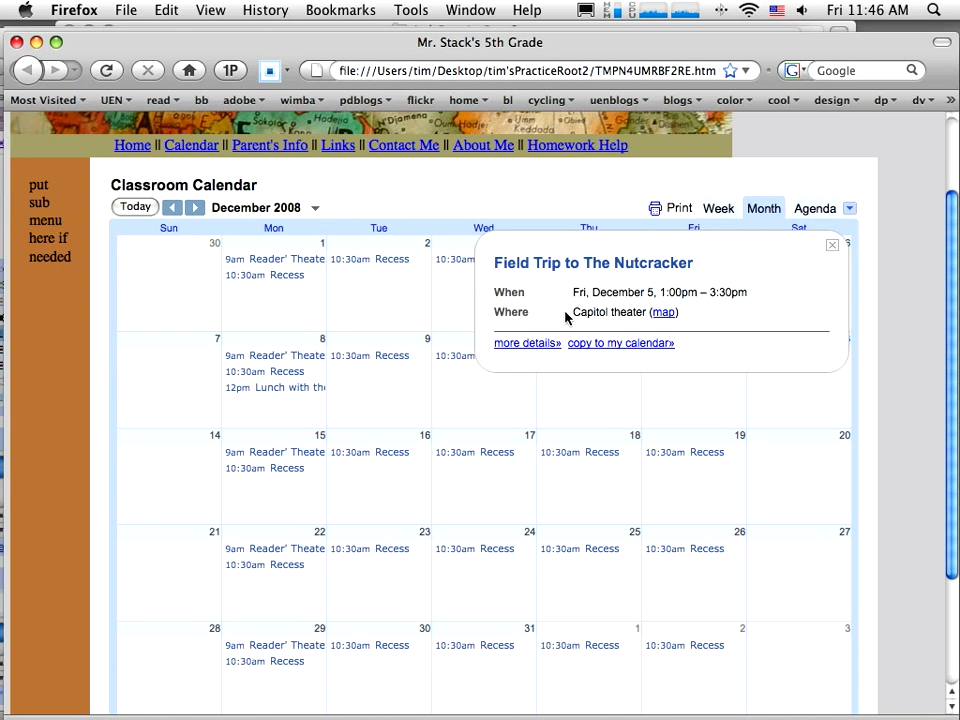 Firefox File Edit View History Bookmarks Tools Window Help Fri 11:46 AM
Mr. Stack's 5th Grade
1P file:///Users/tim/Desktop/tim'sPracticeRoot2/TMPN4UMRBF2RE.htm Google
Most Visited UEN read bb adobe wimba pdblogs flickr home bl cycling uenblogs blogs color cool design dp dv »
Home || Calendar || Parent's Info || Links || Contact Me || About Me || Homework Help
put
sub
menu
here if
needed
Classroom Calendar
Today December 2008 Print Week Month Agenda
Sun Mon Tue Wed Thu Fri Sat
30 1 2 6
9am Reader' Theate 10:30am Recess 10:30am
10:30am Recess
Field Trip to The Nutcracker
When Fri, December 5, 1:00pm – 3:30pm
Where Capitol theater (map)
more details» copy to my calendar»
7 8 9
9am Reader' Theate 10:30am Recess 10:30am
10:30am Recess
12pm Lunch with the
14 15 16 17 18 19 20
9am Reader' Theate 10:30am Recess 10:30am Recess 10:30am Recess 10:30am Recess
10:30am Recess
21 22 23 24 25 26 27
9am Reader' Theate 10:30am Recess 10:30am Recess 10:30am Recess 10:30am Recess
10:30am Recess
28 29 30 31 1 2 3
9am Reader' Theate 10:30am Recess 10:30am Recess 10:30am Recess 10:30am Recess
10:30am Recess